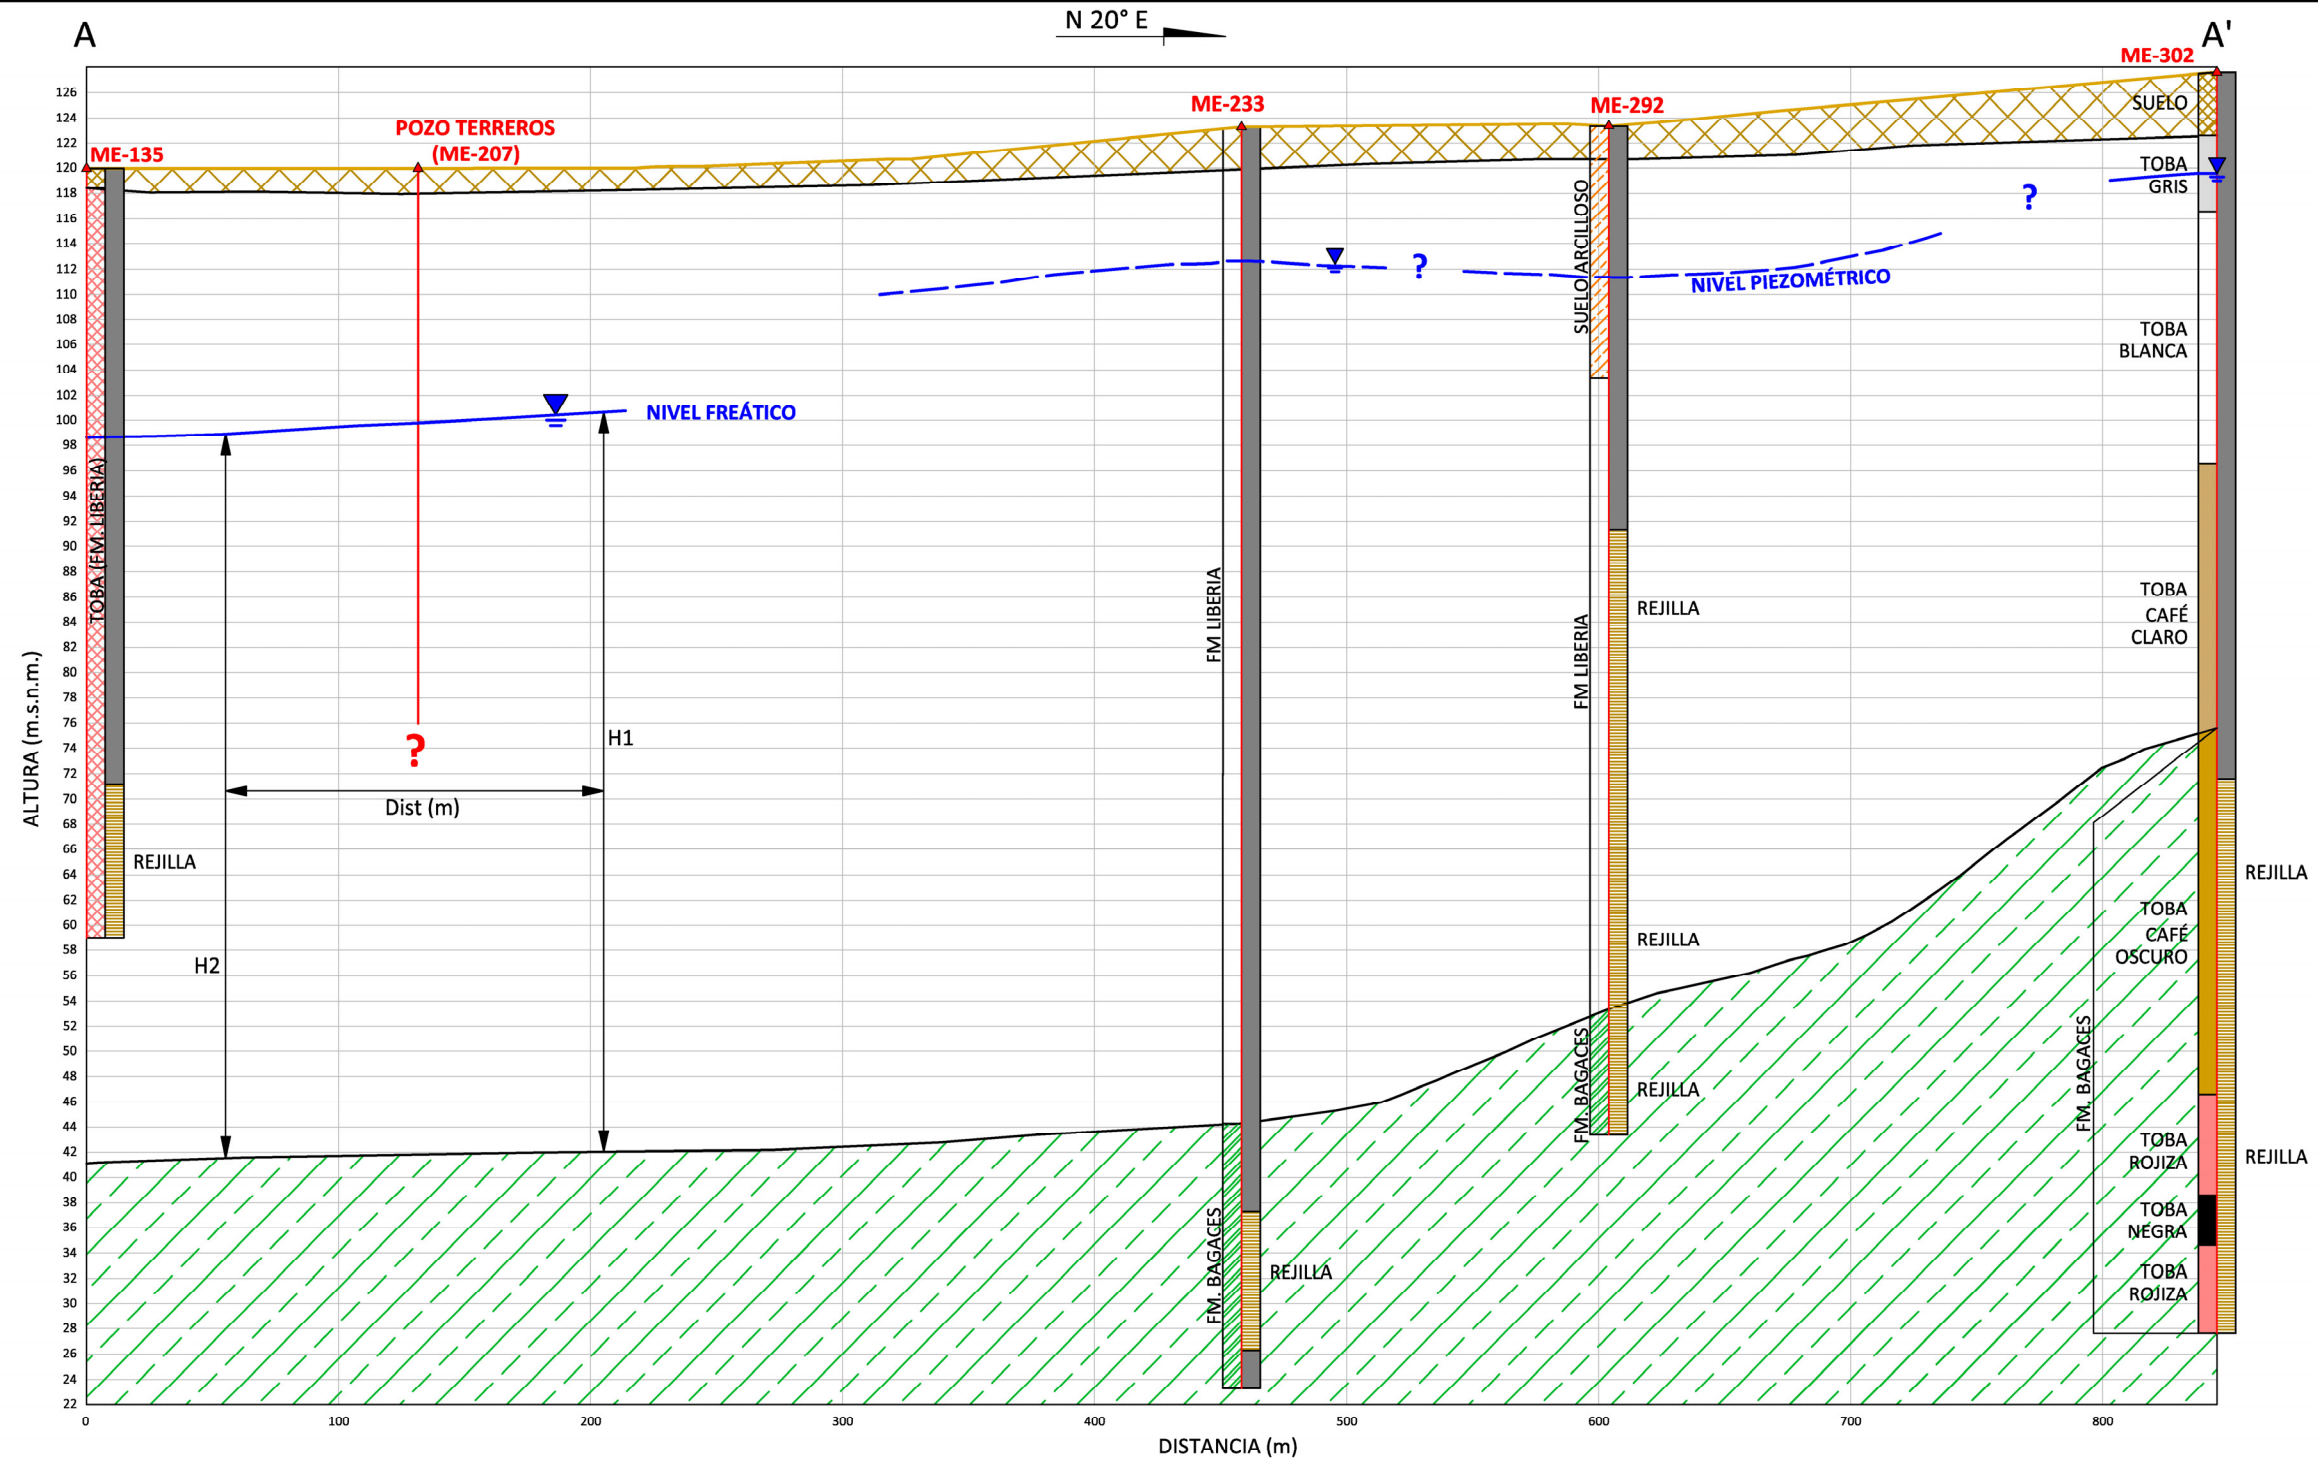 A
N 20° E
A'
ME-302
ME-135
POZO TERREROS
(ME-207)
ME-233
ME-292
126
124
122
120
118
116
114
112
110
108
106
104
102
100
98
96
94
92
90
88
86
84
82
80
78
76
74
72
70
68
66
64
62
60
58
56
54
52
50
48
46
44
42
40
38
36
34
32
30
28
26
24
22
ALTURA (m.s.n.m.)
TOBA (FM. LIBERIA)
REJILLA
NIVEL FREÁTICO
?
H1
H2
Dist (m)
FM LIBERIA
FM. BAGACES
REJILLA
?
NIVEL PIEZOMÉTRICO
?
SUELO ARCILLOSO
FM LIBERIA
FM. BAGACES
REJILLA
REJILLA
REJILLA
SUELO
TOBA
GRIS
TOBA
BLANCA
TOBA
CAFÉ
CLARO
TOBA
CAFÉ
OSCURO
FM. BAGACES
TOBA
ROJIZA
TOBA
NEGRA
TOBA
ROJIZA
REJILLA
REJILLA
0
100
200
300
400
500
600
700
800
DISTANCIA (m)